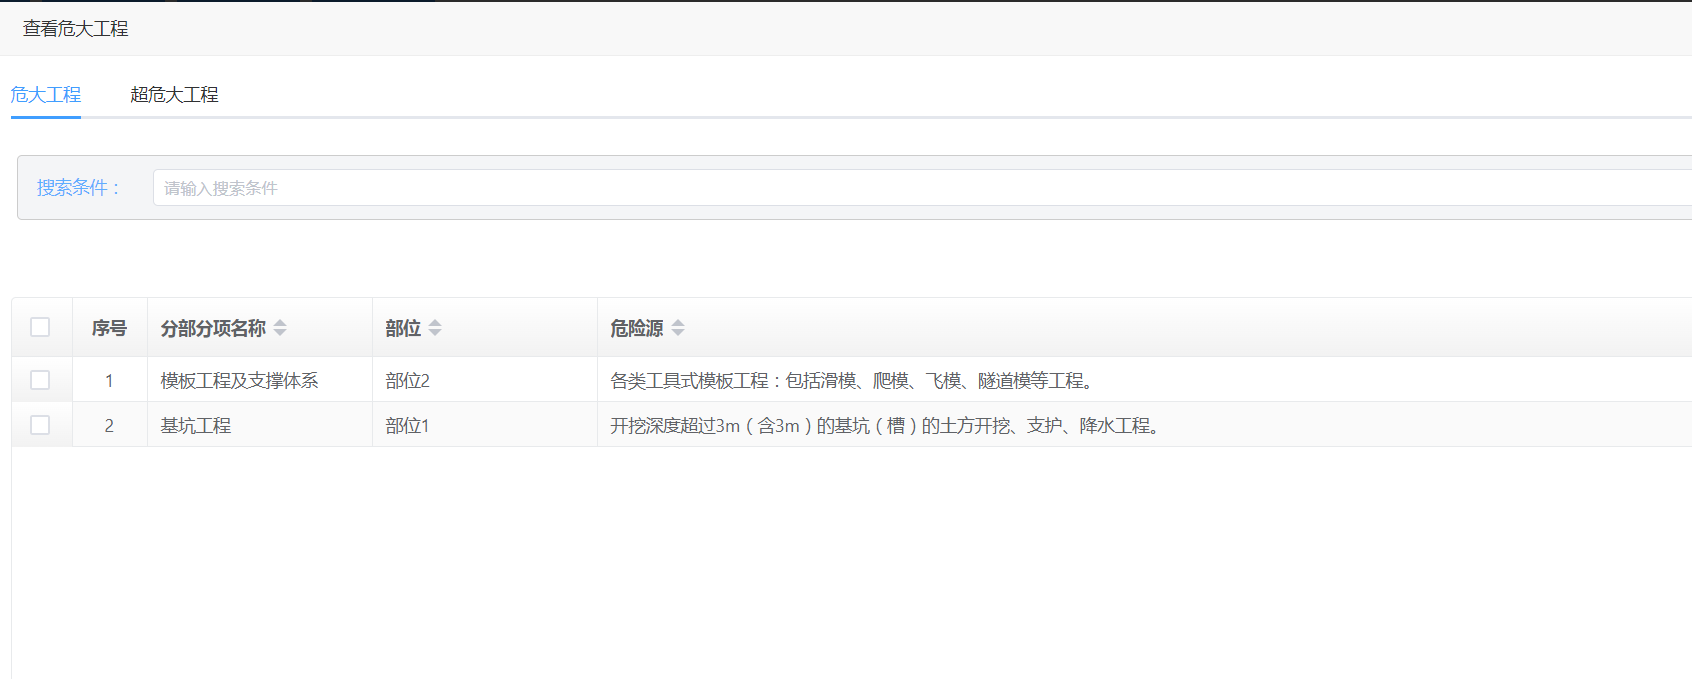 查看危大工程
危大工程 超危大工程
搜索条件： 请输入搜索条件
序号 分部分项名称 部位 危险源
1 模板工程及支撑体系 部位2 各类工具式模板工程：包括滑模、爬模、飞模、隧道模等工程。
2 基坑工程 部位1 开挖深度超过3m（含3m）的基坑（槽）的土方开挖、支护、降水工程。